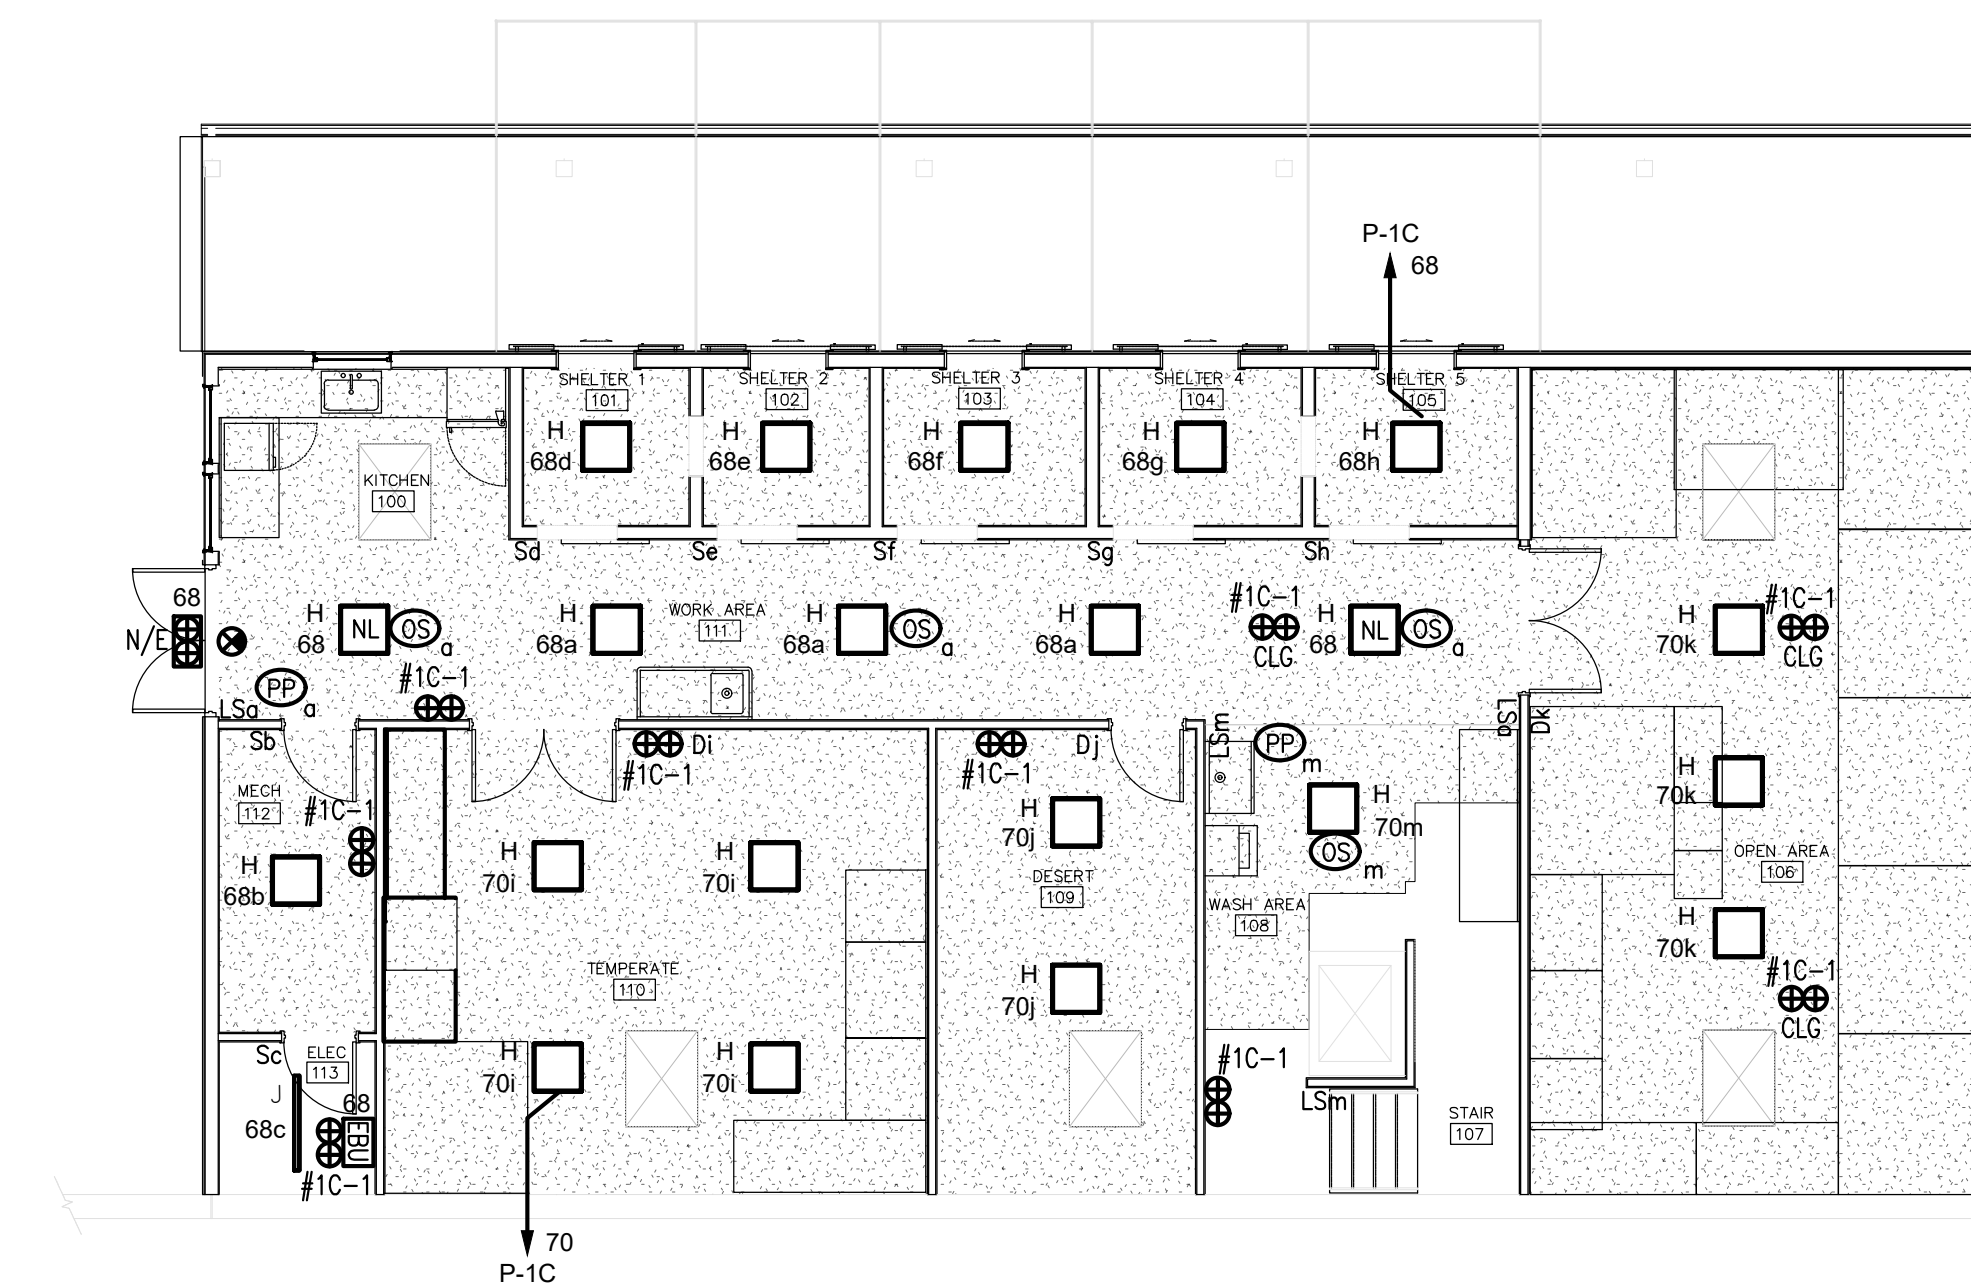 P-1C
68
SHELTER 1
101
SHELTER 2
102
SHELTER 3
103
SHELTER 4
104
SHELTER 5
105
H
68d
H
68e
H
68f
H
68g
H
68h
KITCHEN
100
Sd
Se
Sf
Sg
Sh
68
N/E
H
68
NL
OS
a
H
68a
WORK AREA
111
H
68a
OS
a
H
68a
#1C-1
CLG
H
68
NL
OS
a
H
70k
#1C-1
CLG
PP
a
LSa
#1C-1
Sb
Di
#1C-1
#1C-1
Dj
LSm
PP
m
LSa
Dk
MECH
112
#1C-1
H
68b
H
70i
H
70i
H
70j
DESERT
109
H
70m
OS
m
H
70k
OPEN AREA
106
WASH AREA
108
H
70k
#1C-1
CLG
TEMPERATE
110
H
70j
Sc
ELEC
113
J
68c
68
EBU
#1C-1
H
70i
H
70i
#1C-1
LSm
STAIR
107
70
P-1C